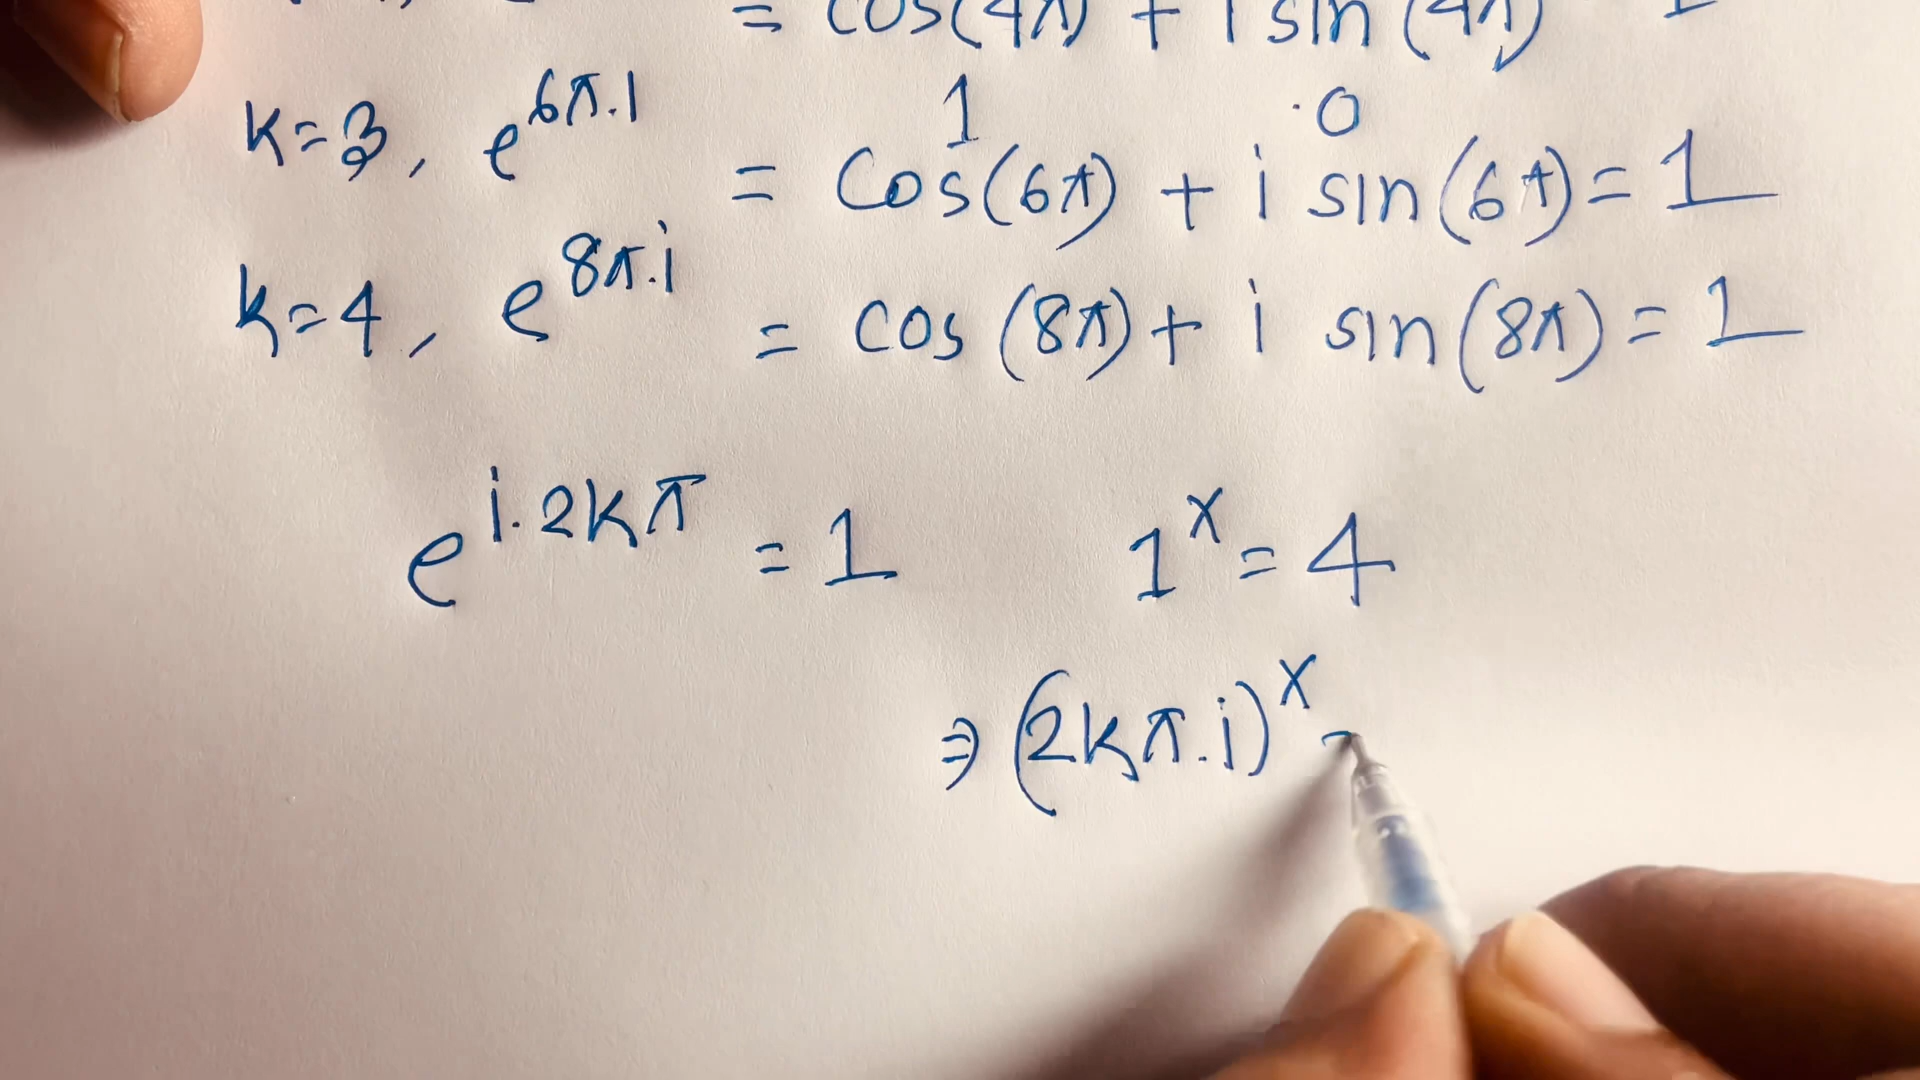 = cos(4π) + i sin(4π)
1 · 0
k=3, e^{6π.i} = cos(6π) + i sin(6π) = 1
k=4, e^{8π.i} = cos(8π) + i sin(8π) = 1
e^{i.2kπ} = 1 1^x = 4
⇒ (2kπ.i)^x -